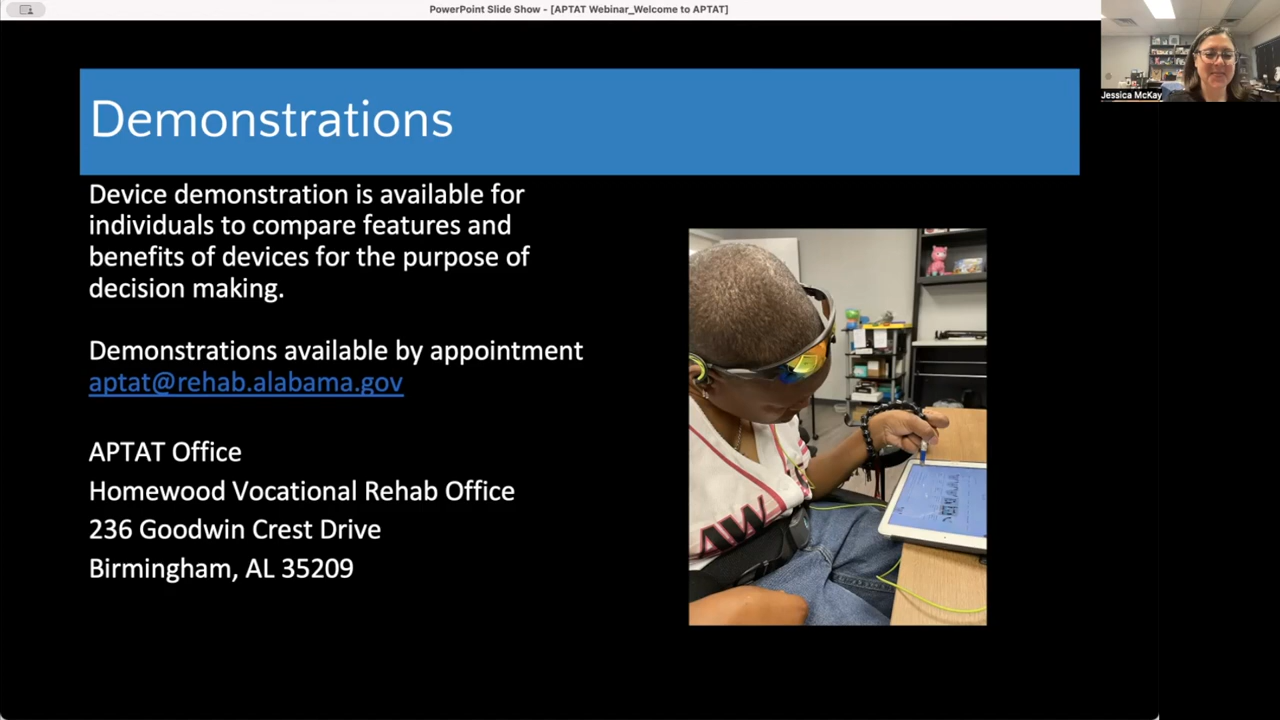 PowerPoint Slide Show - [APTAT Webinar_Welcome to APTAT]
Jessica McKay
Demonstrations
Device demonstration is available for
individuals to compare features and
benefits of devices for the purpose of
decision making.
Demonstrations available by appointment
aptat@rehab.alabama.gov
APTAT Office
Homewood Vocational Rehab Office
236 Goodwin Crest Drive
Birmingham, AL 35209